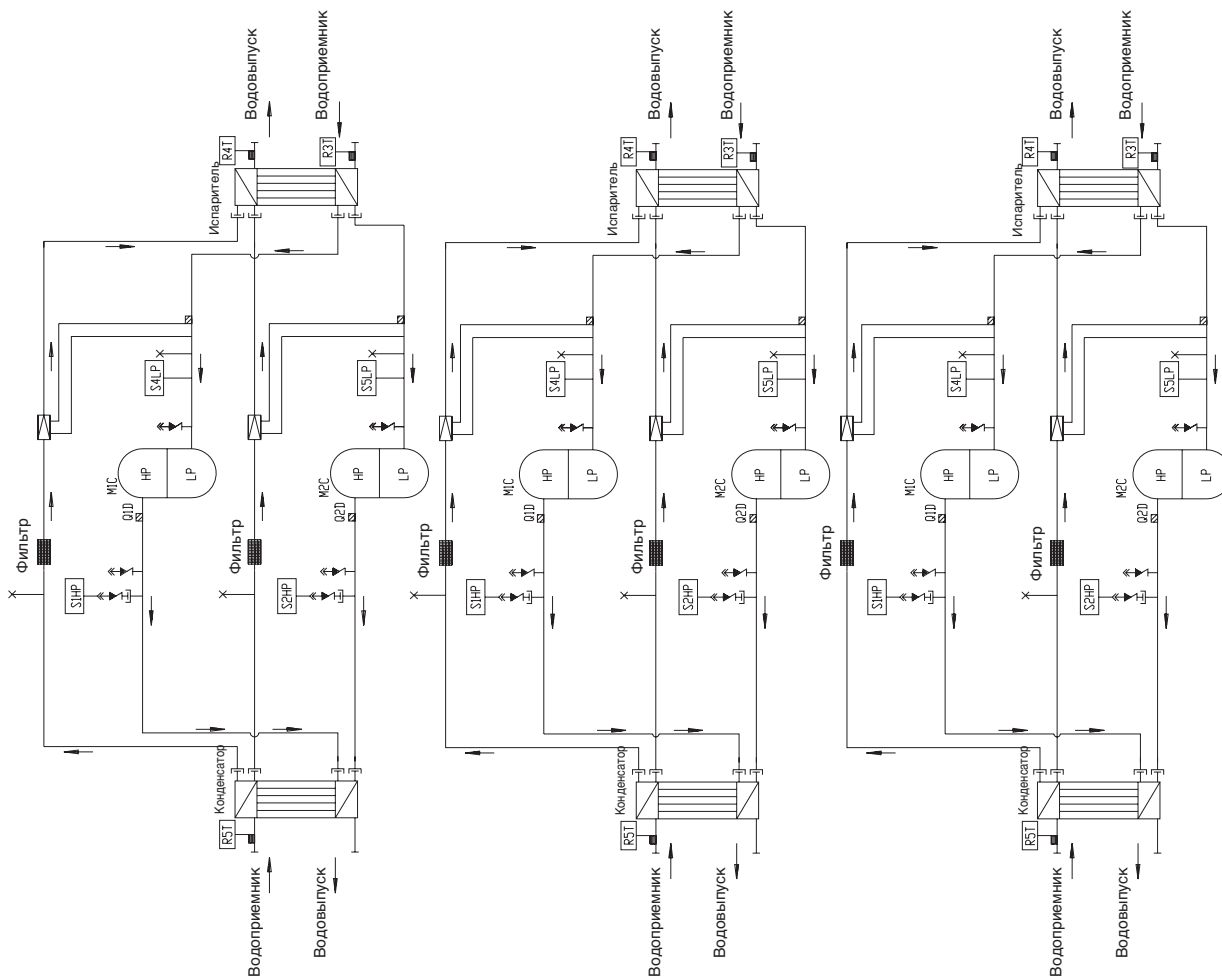 Водовыпуск
Водоприемник
R4T
R3T
Испаритель
S4LP
S5LP
HP
LP
M1C
HP
LP
M2C
Q1D
Q2D
Фильтр
Фильтр
S1HP
S2HP
Конденсатор
R5T
Водоприемник
Водовыпуск
Водовыпуск
Водоприемник
R4T
R3T
Испаритель
S4LP
S5LP
HP
LP
M1C
HP
LP
M2C
Q1D
Q2D
Фильтр
Фильтр
S1HP
S2HP
Конденсатор
R5T
Водоприемник
Водовыпуск
Водовыпуск
Водоприемник
R4T
R3T
Испаритель
S4LP
S5LP
HP
LP
M1C
HP
LP
M2C
Q1D
Q2D
Фильтр
Фильтр
S1HP
S2HP
Конденсатор
R5T
Водоприемник
Водовыпуск